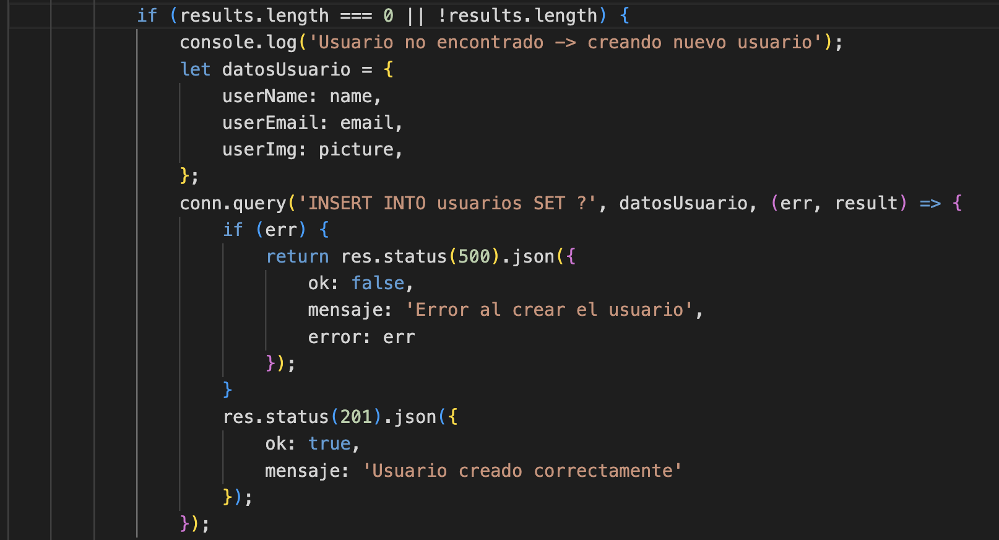 if (results.length === 0 || !results.length) {
console.log('Usuario no encontrado -> creando nuevo usuario');
let datosUsuario = {
userName: name,
userEmail: email,
userImg: picture,
};
conn.query('INSERT INTO usuarios SET ?', datosUsuario, (err, result) => {
if (err) {
return res.status(500).json({
ok: false,
mensaje: 'Error al crear el usuario',
error: err
});
}
res.status(201).json({
ok: true,
mensaje: 'Usuario creado correctamente'
});
});